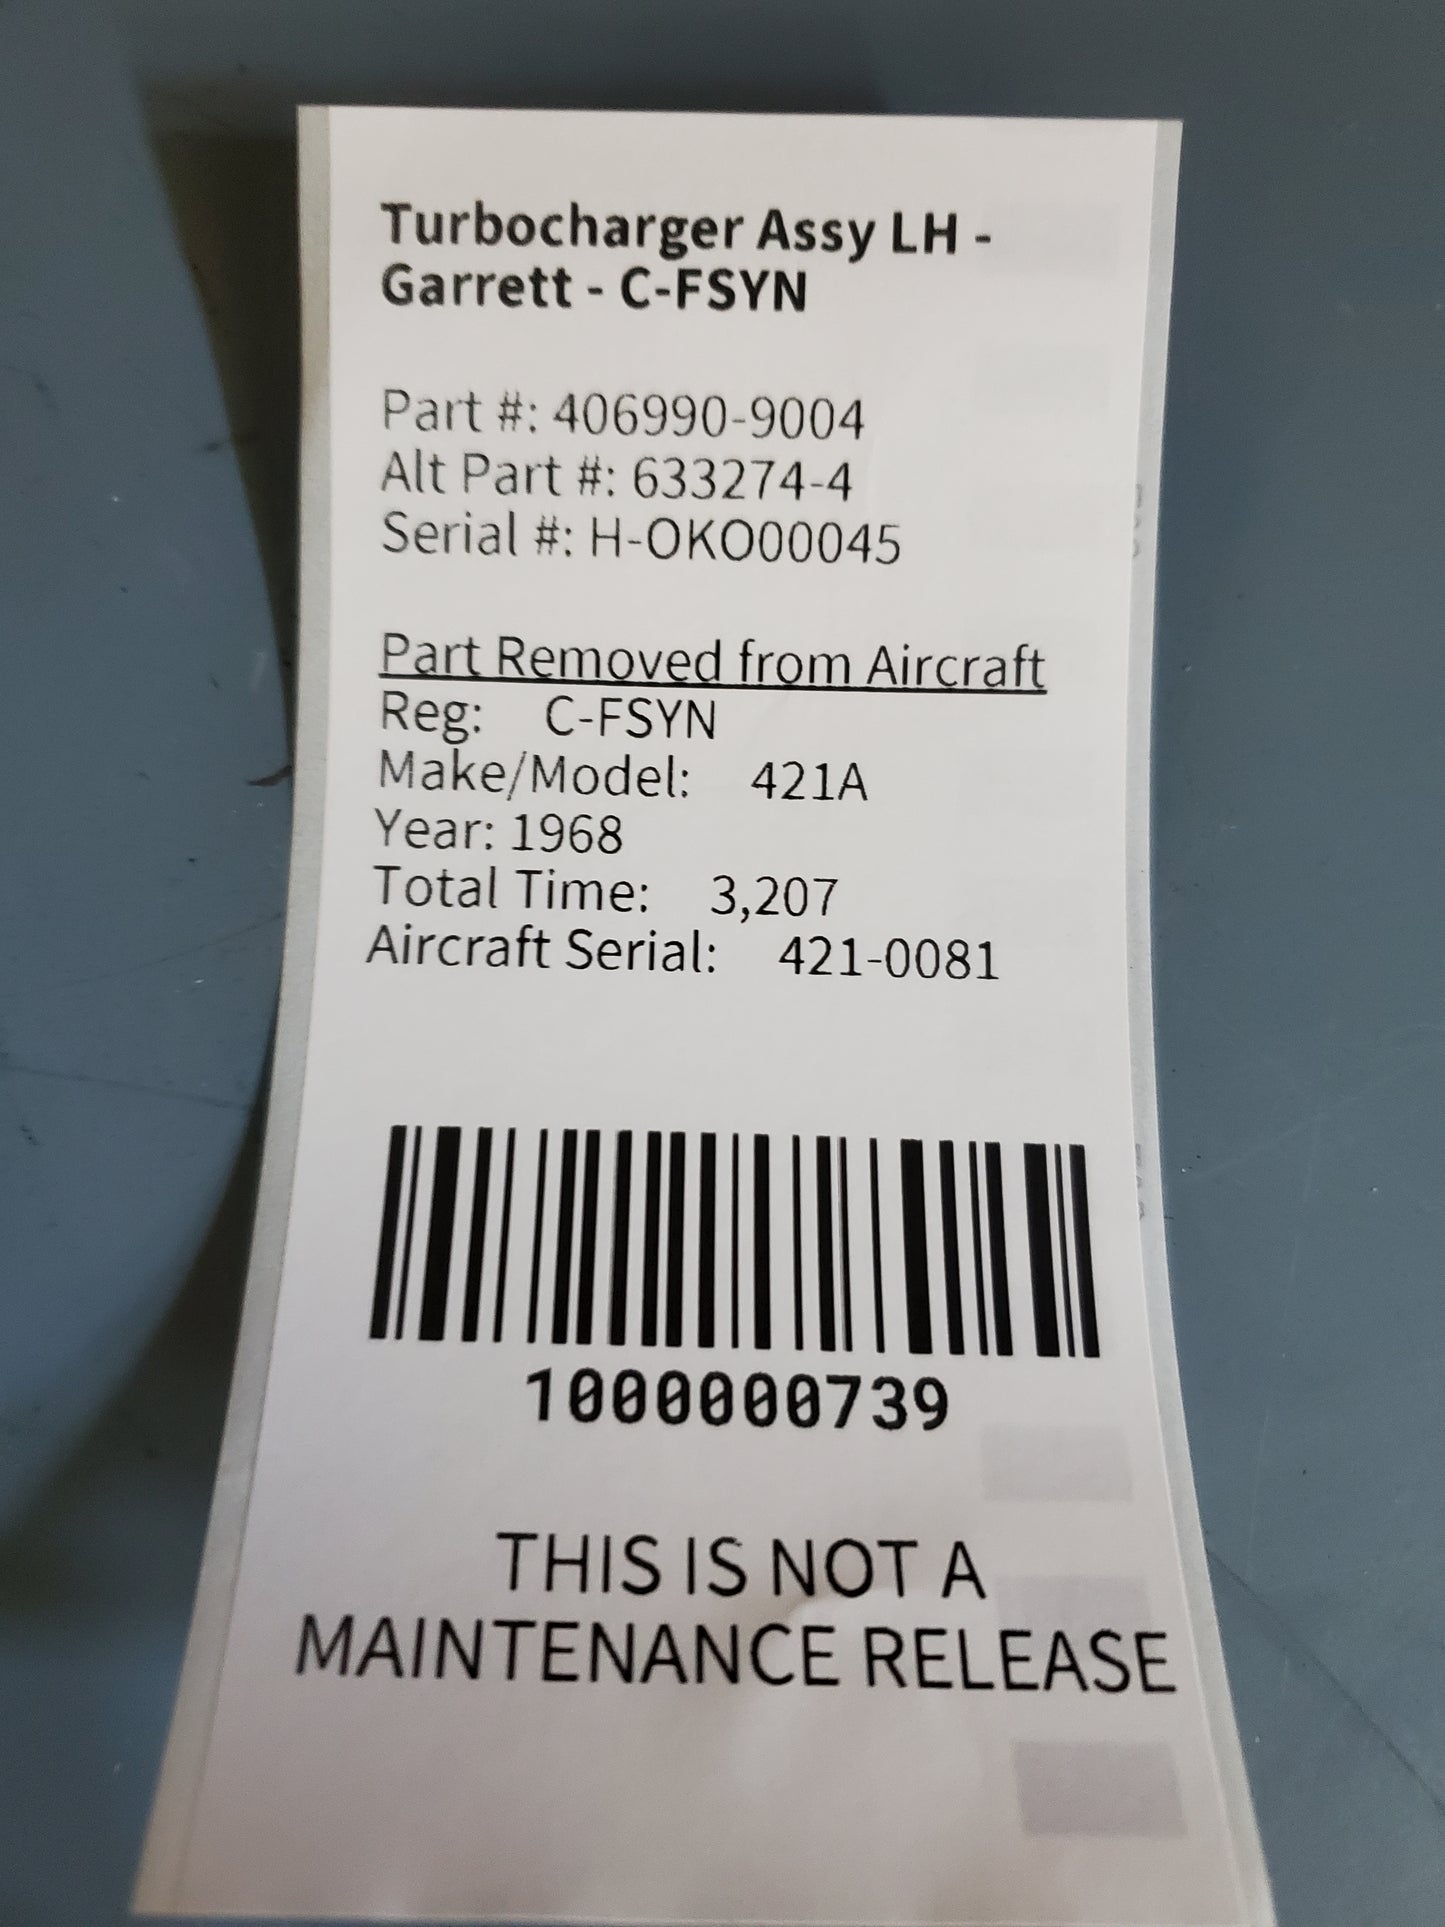 Turbocharger Assy LH -
Garrett - C-FSYN
Part #: 406990-9004
Alt Part #: 633274-4
Serial #: H-OKO00045
Part Removed from Aircraft
Reg: C-FSYN
Make/Model: 421A
Year: 1968
Total Time: 3,207
Aircraft Serial: 421-0081
1000000739
THIS IS NOT A
MAINTENANCE RELEASE